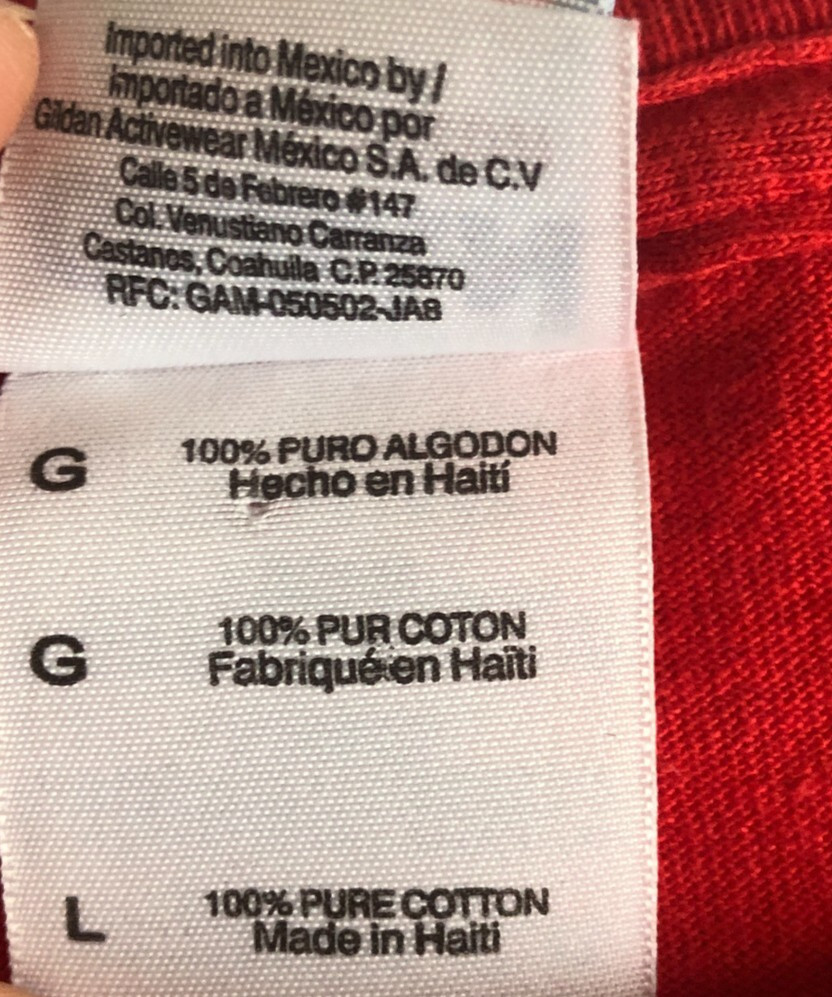 Imported into Mexico by /
importado a México por
Gildan Activewear México S.A. de C.V
Calle 5 de Febrero #147
Col. Venustiano Carranza
Castanos, Coahuila C.P. 25870
RFC: GAM-050502-JA8
G 100% PURO ALGODON
Hecho en Haití
G 100% PUR COTON
Fabriqué en Haïti
L 100% PURE COTTON
Made in Haiti